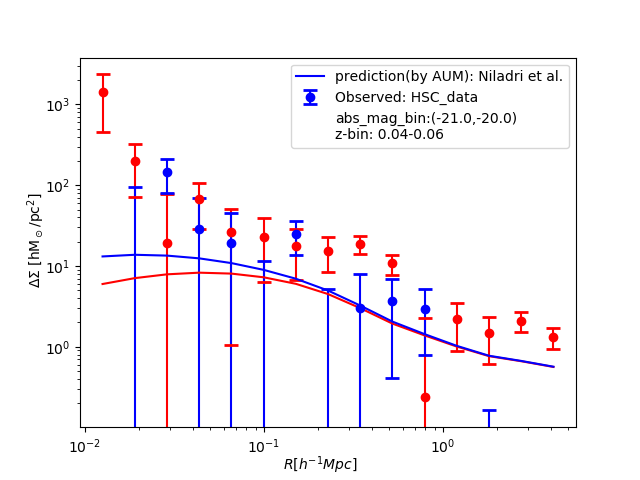 prediction(by AUM): Niladri et al.
Observed: HSC_data
abs_mag_bin:(-21.0,-20.0)
z-bin: 0.04-0.06
ΔΣ [hM⊙/pc²]
10³
10²
10¹
10⁰
10⁻² 10⁻¹ 10⁰
R[h⁻¹Mpc]